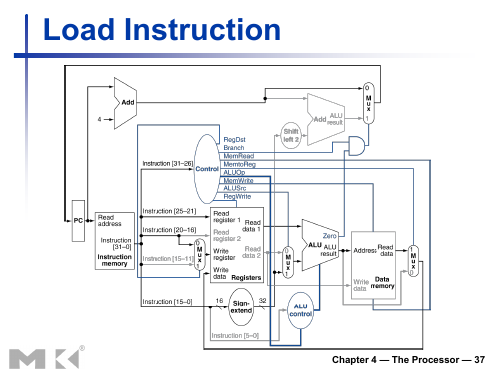 Load Instruction
0
M
u
x
1
Add
4
Add ALU
result
Shift
left 2
RegDst
Branch
MemRead
MemtoReg
ALUOp
MemWrite
ALUSrc
RegWrite
Instruction [31–26]
Control
PC
Read
address
Instruction
[31–0]
Instruction
memory
Instruction [25–21]
Instruction [20–16]
Instruction [15–11]
0
M
u
x
1
Read
register 1
Read
register 2
Write
register
Write
data
Read
data 1
Read
data 2
Registers
0
M
u
x
1
Zero
ALU
ALU
result
Address
Read
data
Write
data
Data
memory
1
M
u
x
0
Instruction [15–0]
16
Sign-
extend
32
ALU
control
Instruction [5–0]
MK®
Chapter 4 — The Processor — 37